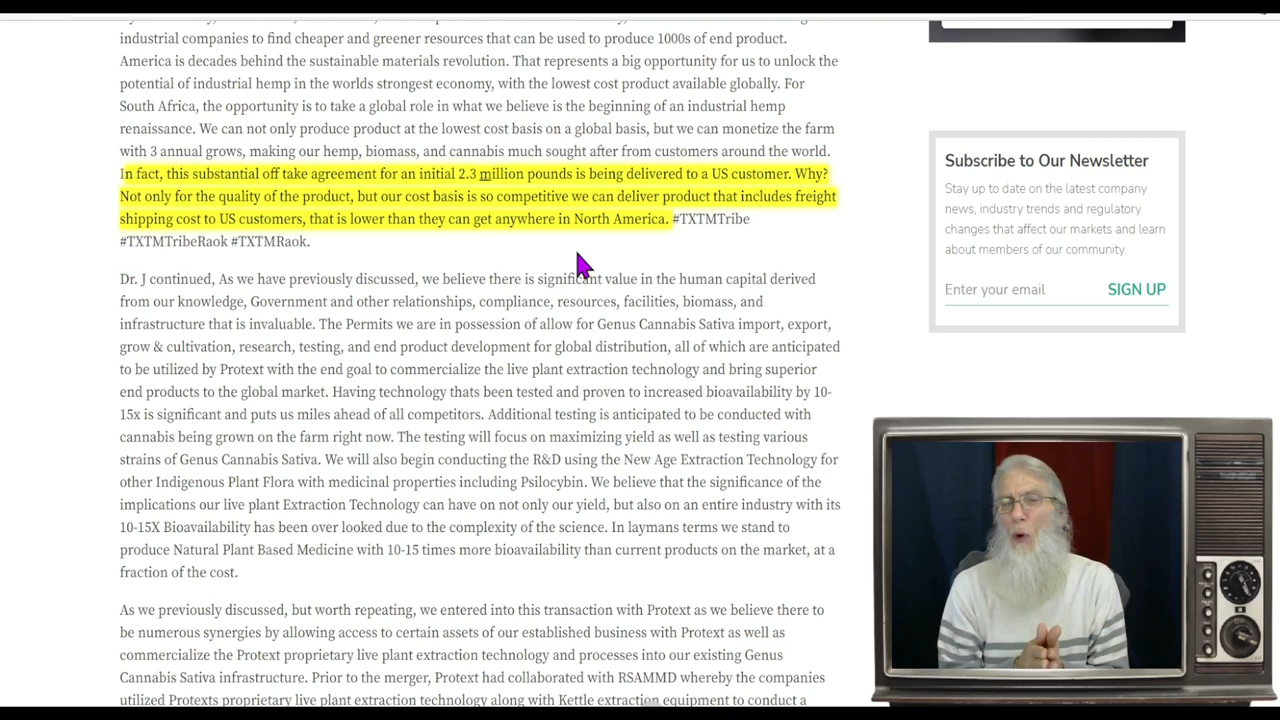 industrial companies to find cheaper and greener resources that can be used to produce 1000s of end product.
America is decades behind the sustainable materials revolution. That represents a big opportunity for us to unlock the
potential of industrial hemp in the worlds strongest economy, with the lowest cost product available globally. For
South Africa, the opportunity is to take a global role in what we believe is the beginning of an industrial hemp
renaissance. We can not only produce product at the lowest cost basis on a global basis, but we can monetize the farm
with 3 annual grows, making our hemp, biomass, and cannabis much sought after from customers around the world.
In fact, this substantial off take agreement for an initial 2.3 million pounds is being delivered to a US customer. Why?
Not only for the quality of the product, but our cost basis is so competitive we can deliver product that includes freight
shipping cost to US customers, that is lower than they can get anywhere in North America. #TXTMTribe
#TXTMTribeRaok #TXTMRaok.
Dr. J continued, As we have previously discussed, we believe there is significant value in the human capital derived
from our knowledge, Government and other relationships, compliance, resources, facilities, biomass, and
infrastructure that is invaluable. The Permits we are in possession of allow for Genus Cannabis Sativa import, export,
grow & cultivation, research, testing, and end product development for global distribution, all of which are anticipated
to be utilized by Protext with the end goal to commercialize the live plant extraction technology and bring superior
end products to the global market. Having technology thats been tested and proven to increased bioavailability by 10-
15x is significant and puts us miles ahead of all competitors. Additional testing is anticipated to be conducted with
cannabis being grown on the farm right now. The testing will focus on maximizing yield as well as testing various
strains of Genus Cannabis Sativa. We will also begin conducting the R&D using the New Age Extraction Technology for
other Indigenous Plant Flora with medicinal properties including Psilocybin. We believe that the significance of the
implications our live plant Extraction Technology can have on not only our yield, but also on an entire industry with its
10-15X Bioavailability has been over looked due to the complexity of the science. In laymans terms we stand to
produce Natural Plant Based Medicine with 10-15 times more bioavailability than current products on the market, at a
fraction of the cost.
As we previously discussed, but worth repeating, we entered into this transaction with Protext as we believe there to
be numerous synergies by allowing access to certain assets of our established business with Protext as well as
commercialize the Protext proprietary live plant extraction technology and processes into our existing Genus
Cannabis Sativa infrastructure. Prior to the merger, Protext had collaborated with RSAMMD whereby the companies
utilized Protexts proprietary live plant extraction technology along with Kettle extraction equipment to conduct a
Subscribe to Our Newsletter
Stay up to date on the latest company
news, industry trends and regulatory
changes that affect our markets and learn
about members of our community.
Enter your email SIGN UP